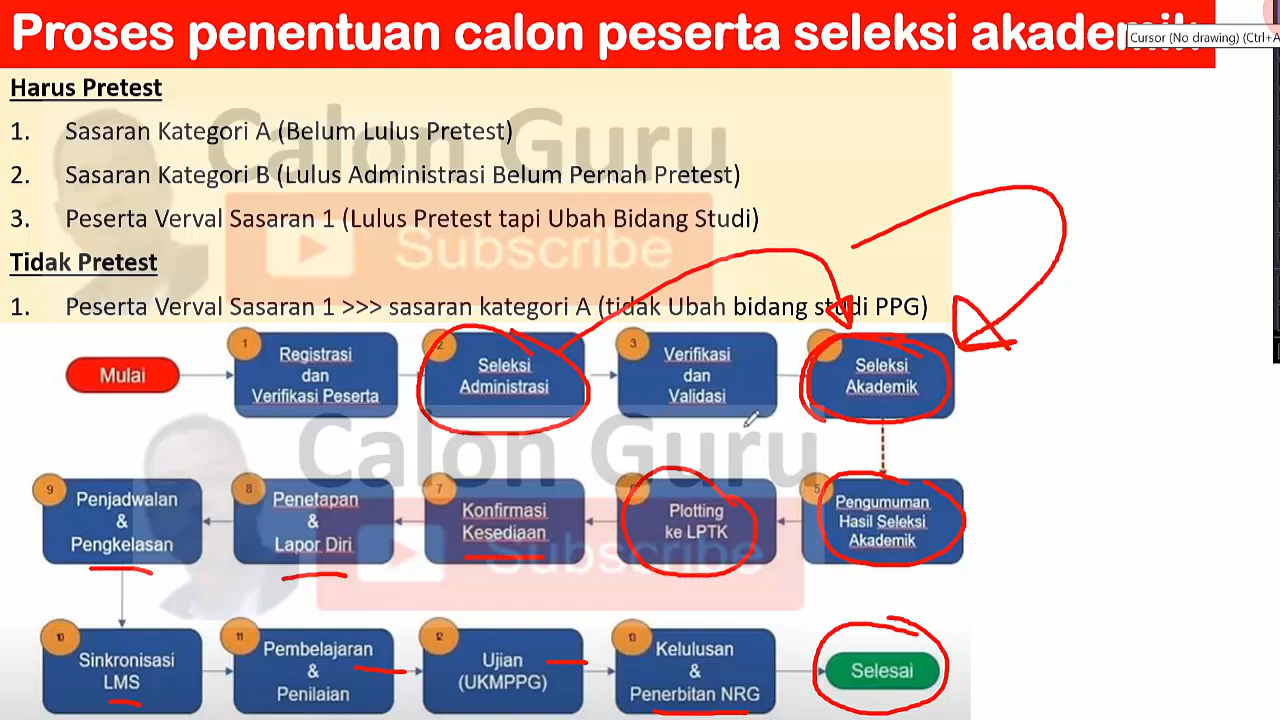 Proses penentuan calon peserta seleksi akademik
Cursor (No drawing) (Ctrl+A
Harus Pretest
1. Sasaran Kategori A (Belum Lulus Pretest)
2. Sasaran Kategori B (Lulus Administrasi Belum Pernah Pretest)
3. Peserta Verval Sasaran 1 (Lulus Pretest tapi Ubah Bidang Studi)
Tidak Pretest
1. Peserta Verval Sasaran 1 >>> sasaran kategori A (tidak Ubah bidang studi PPG)
Calon Guru
Subscribe
Mulai
1
Registrasi
dan
Verifikasi Peserta
2
Seleksi
Administrasi
3
Verifikasi
dan
Validasi
Seleksi
Akademik
Calon Guru
Subscribe
9
Penjadwalan
&
Pengkelasan
8
Penetapan
&
Lapor Diri
7
Konfirmasi
Kesediaan
Plotting
ke LPTK
5
Pengumuman
Hasil Seleksi
Akademik
10
Sinkronisasi
LMS
11
Pembelajaran
&
Penilaian
12
Ujian
(UKMPPG)
13
Kelulusan
&
Penerbitan NRG
Selesai